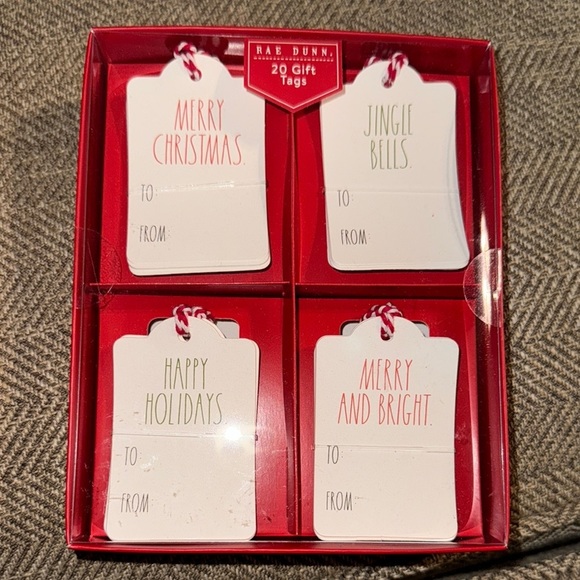 RAE DUNN.
20 Gift
Tags
MERRY
CHRISTMAS.
TO:
FROM:
JINGLE
BELLS.
TO:
FROM:
HAPPY
HOLIDAYS.
TO:
FROM:
MERRY
AND BRIGHT.
TO:
FROM: